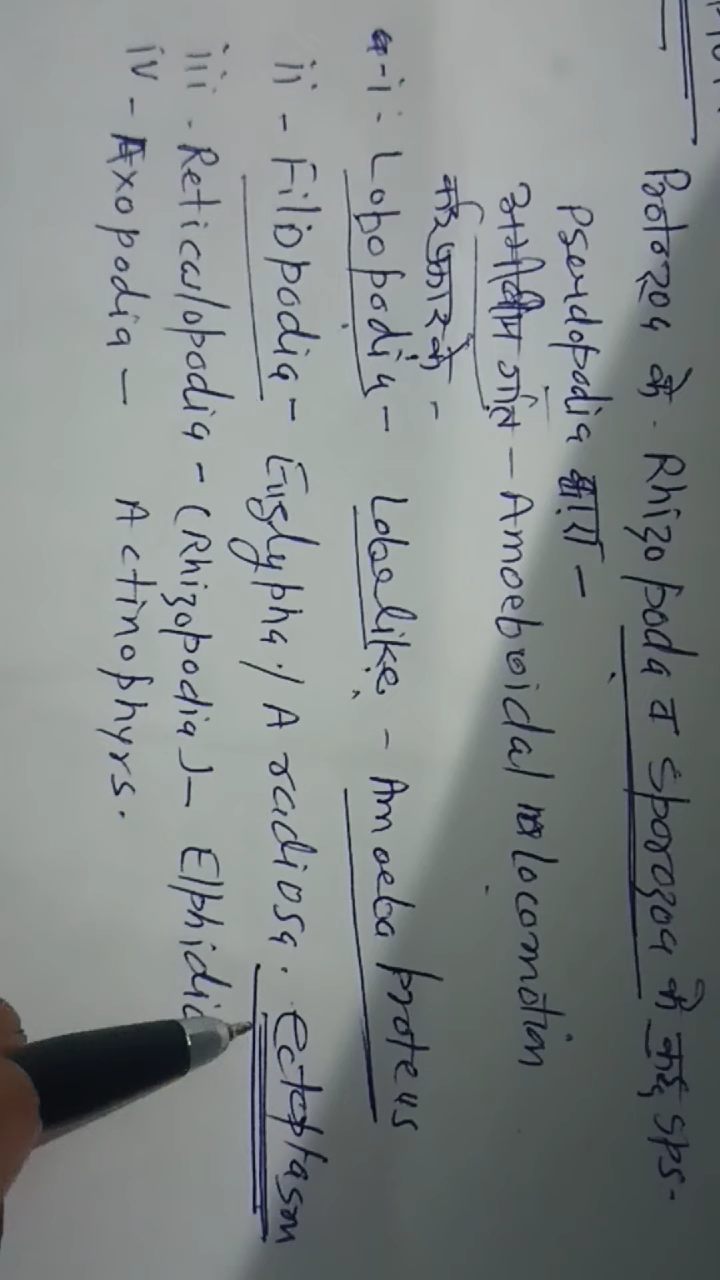 Protozoa के Rhizopoda व Sporozoa के कुछ sps-
Pseudopodia द्वारा -
अमीबीय गति - Amoeboidal locomotion
कई प्रकार के -
i- Lobopodia - Lobelike - Amoeba proteus
ii - Filopodia - Euglypha / A radiosa. Ectoplasm
iii - Reticulopodia - (Rhizopodia) - Elphidi
iv - Axopodia - Actinophyrs.